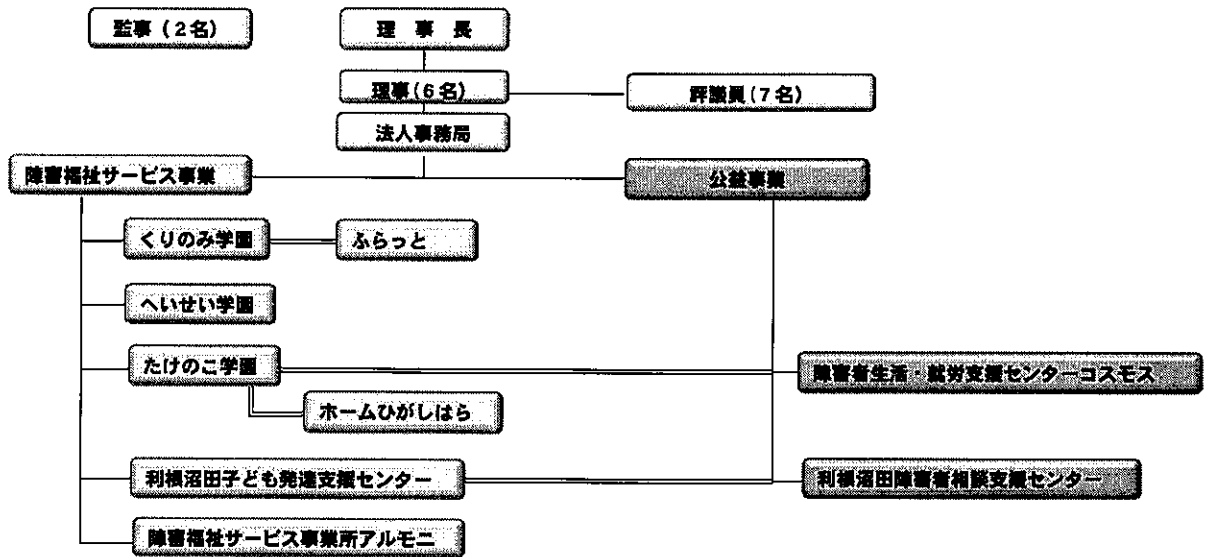 監事（2名）
理　事　長
理事（6名）
評議員（7名）
法人事務局
障害福祉サービス事業
公益事業
くりのみ学園
ふらっと
へいせい学園
たけのこ学園
障害者生活・就労支援センターコスモス
ホームひがしはら
利根沼田子ども発達支援センター
利根沼田障害者相談支援センター
障害福祉サービス事業所アルモニ